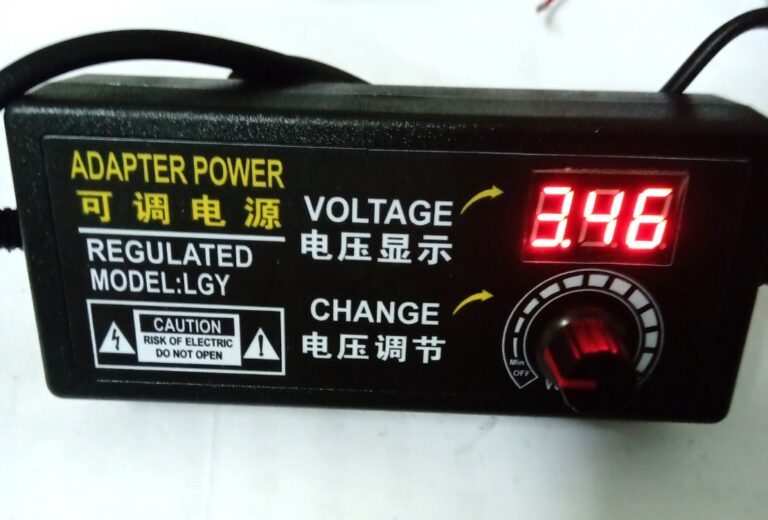 ADAPTER POWER
可调电源
REGULATED
MODEL:LGY
CAUTION
RISK OF ELECTRIC
DO NOT OPEN
VOLTAGE
电压显示
3.46
CHANGE
电压调节
Min
OFF